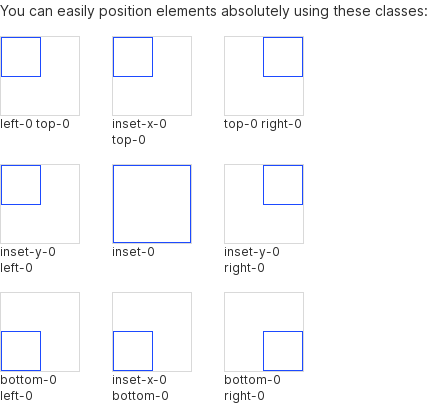 You can easily position elements absolutely using these classes:
left-0 top-0
inset-x-0
top-0
top-0 right-0
inset-y-0
left-0
inset-0
inset-y-0
right-0
bottom-0
left-0
inset-x-0
bottom-0
bottom-0
right-0